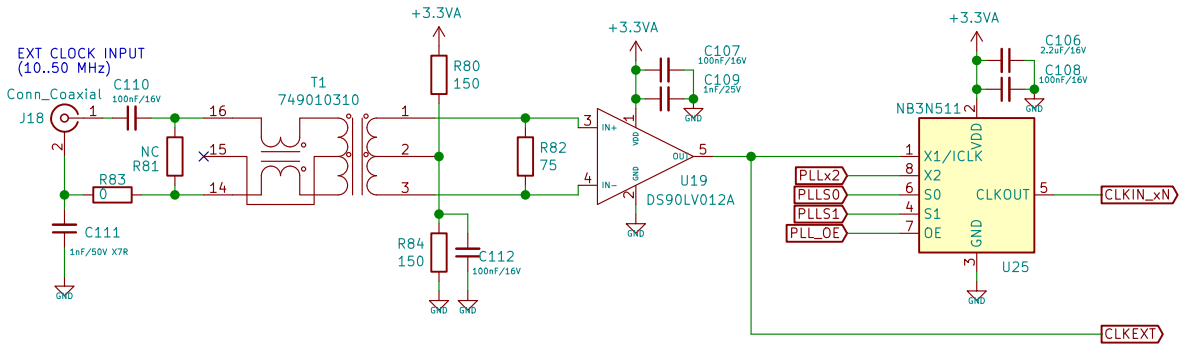 EXT CLOCK INPUT
(10..50 MHz)
Conn_Coaxial
J18
1
2
C110
100nF/16V
NC
R81
R83
0
C111
1nF/50V X7R
GND
T1
749010310
16
15
14
1
2
3
+3.3VA
R80
150
R84
150
C112
100nF/16V
GND
GND
R82
75
+3.3VA
C107
100nF/16V
C109
1nF/25V
GND
3
IN+
4
IN-
1
VDD
GND
2
OUT
5
U19
DS90LV012A
GND
+3.3VA
C106
2.2uF/16V
C108
100nF/16V
GND
NB3N511
2
VDD
1
X1/ICLK
PLLx2
8
X2
PLLS0
6
S0
PLLS1
4
S1
PLL_OE
7
OE
CLKOUT
5
CLKIN_xN
GND
3
U25
GND
CLKEXT